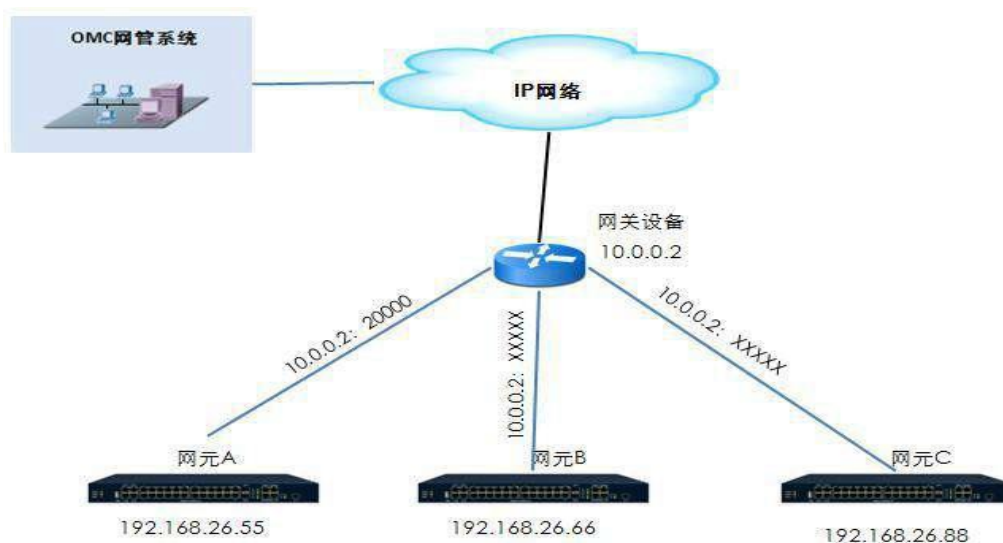 OMC网管系统
IP网络
网关设备
10.0.0.2
10.0.0.2: 20000
10.0.0.2: XXXXX
10.0.0.2: XXXXX
网元A
网元B
网元C
192.168.26.55
192.168.26.66
192.168.26.88